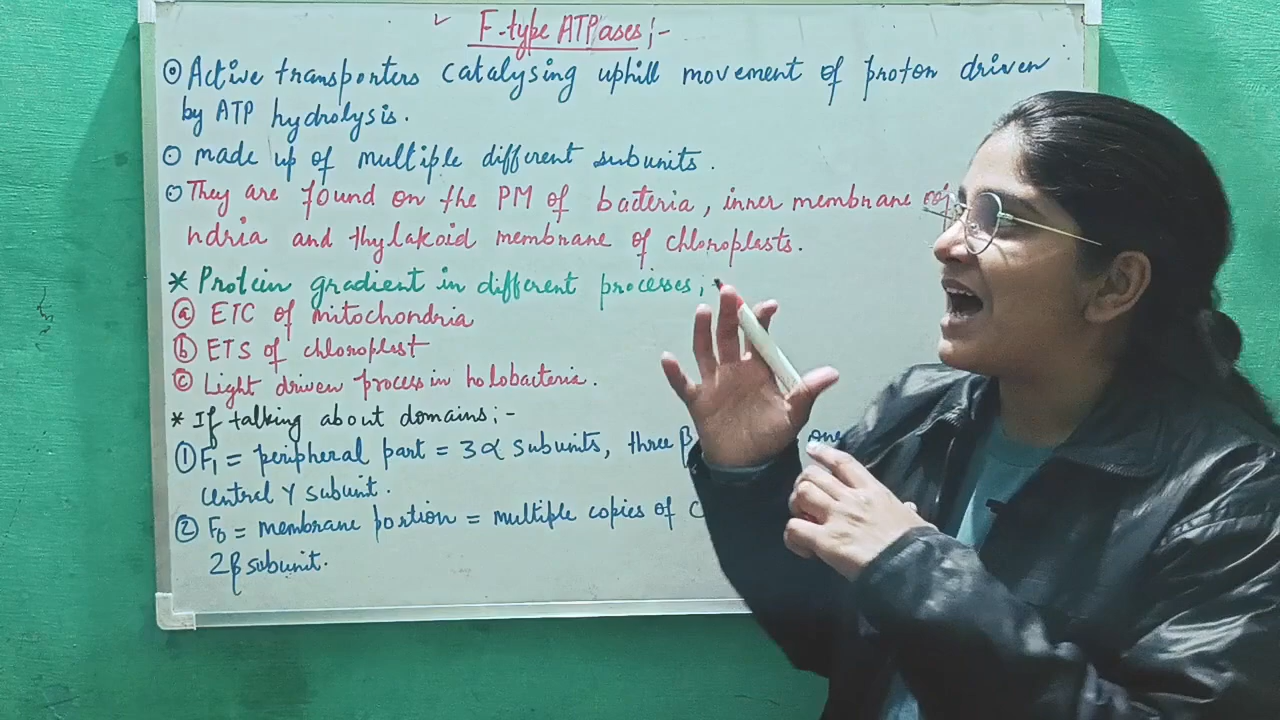 ✓ F-type ATPases ;-
⊙ Active transporters catalysing uphill movement of proton driven
by ATP hydrolysis.
⊙ made up of multiple different subunits.
⊙ They are found on the PM of bacteria, inner membrane
ndria and thylakoid membrane of chloroplasts.
* Protein gradient in different processes ;-
ⓐ ETC of mitochondria
ⓑ ETS of chloroplast
ⓒ Light driven process in holobacteria.
* If talking about domains ;-
① F₁ = peripheral part = 3α subunits, three β one
central γ subunit.
② F₀ = membrane portion = multiple copies of C
2β subunit.